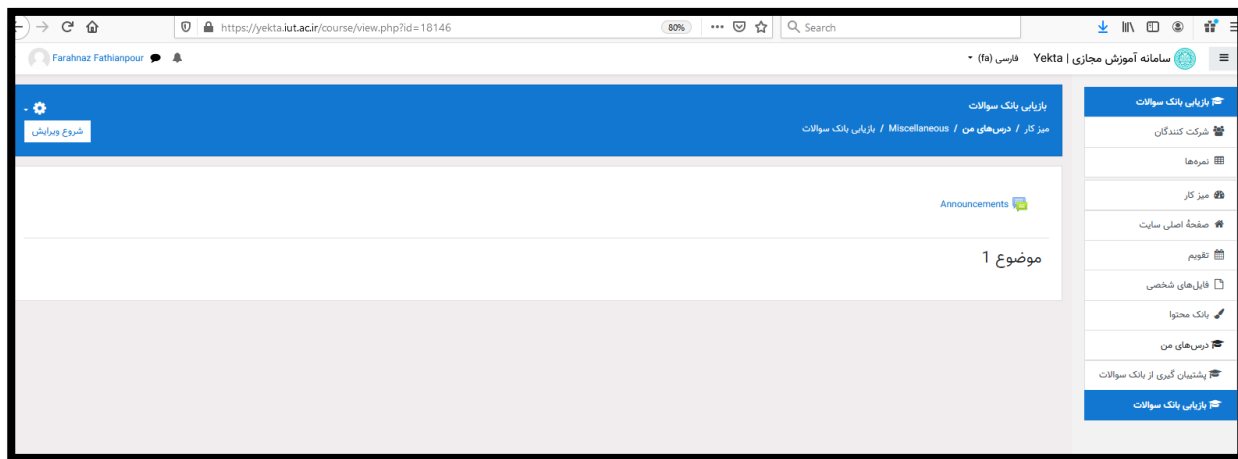 https://yekta.iut.ac.ir/course/view.php?id=18146
80%
Search
سامانه آموزش مجازی | Yekta
فارسی (fa)
Farahnaz Fathianpour
بازیابی بانک سوالات
میز کار / درس‌های من / Miscellaneous / بازیابی بانک سوالات
شروع ویرایش
Announcements
موضوع 1
بازیابی بانک سوالات
شرکت کنندگان
نمره‌ها
میز کار
صفحهٔ اصلی سایت
تقویم
فایل‌های شخصی
بانک محتوا
درس‌های من
پشتیبان گیری از بانک سوالات
بازیابی بانک سوالات